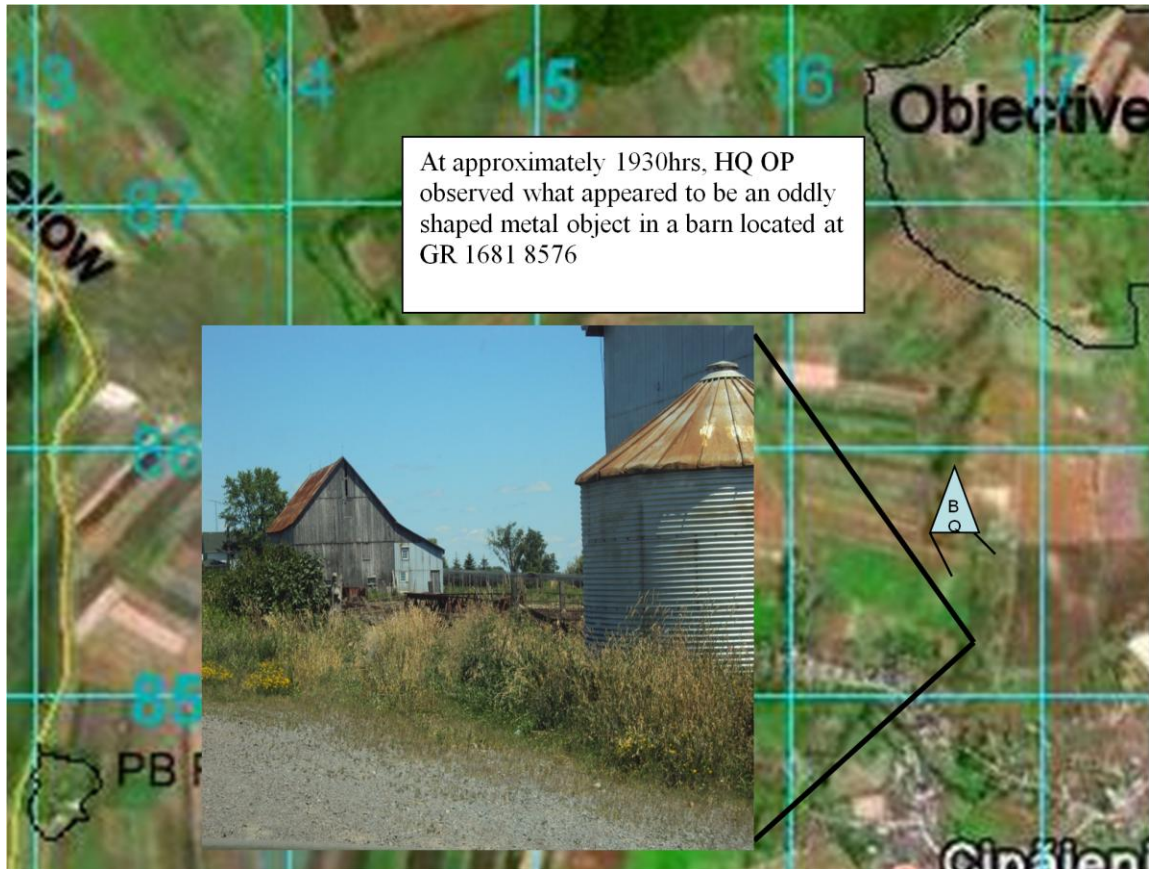 13
14
15
16
17
Objective
At approximately 1930hrs, HQ OP
observed what appeared to be an oddly
shaped metal object in a barn located at
GR 1681 8576
87
ellow
86
B
Q
85
PB